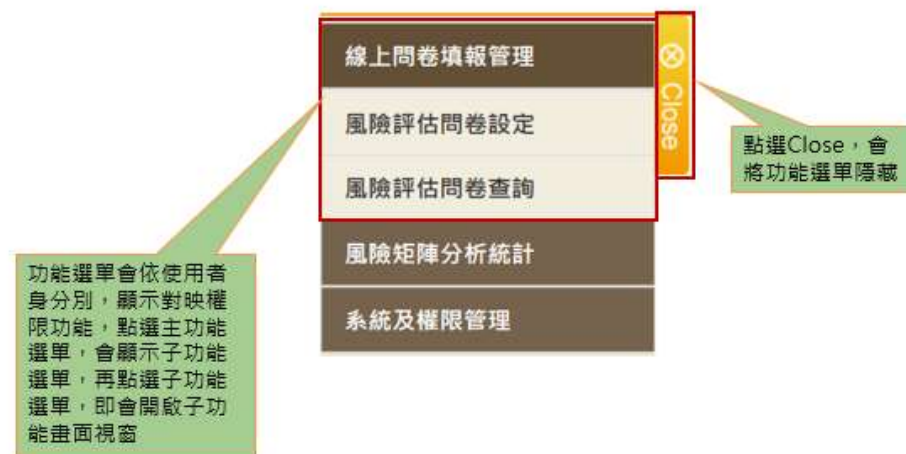 線上問卷填報管理
Close
風險評估問卷設定
風險評估問卷查詢
風險矩陣分析統計
系統及權限管理
點選Close，會
將功能選單隱藏
功能選單會依使用者
身分別，顯示對映權
限功能，點選主功能
選單，會顯示子功能
選單，再點選子功能
選單，即會開啟子功
能畫面視窗